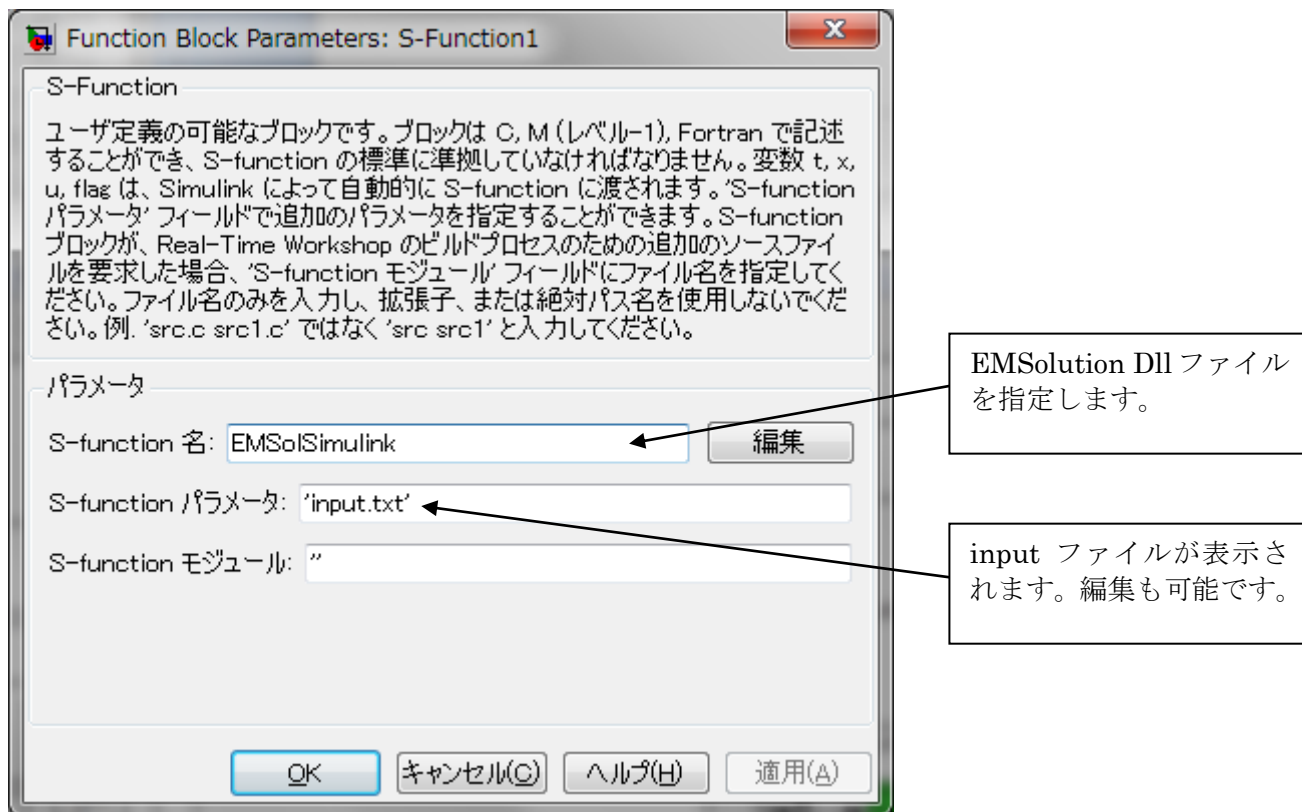 Function Block Parameters: S-Function1
S-Function
ユーザ定義の可能なブロックです。ブロックは C, M (レベル-1), Fortran で記述
することができ、S-function の標準に準拠していなければなりません。変数 t, x,
u, flag は、Simulink によって自動的に S-function に渡されます。'S-function
パラメータ' フィールドで追加のパラメータを指定することができます。S-function
ブロックが、Real-Time Workshop のビルドプロセスのための追加のソースファイ
ルを要求した場合、'S-function モジュール' フィールドにファイル名を指定してく
ださい。ファイル名のみを入力し、拡張子、または絶対パス名を使用しないでくだ
さい。例. 'src.c src1.c' ではなく 'src src1' と入力してください。
パラメータ
S-function 名: EMSolSimulink 編集
S-function パラメータ: 'input.txt'
S-function モジュール: ''
OK キャンセル(C) ヘルプ(H) 適用(A)
EMSolution Dll ファイル
を指定します。
input ファイルが表示さ
れます。編集も可能です。